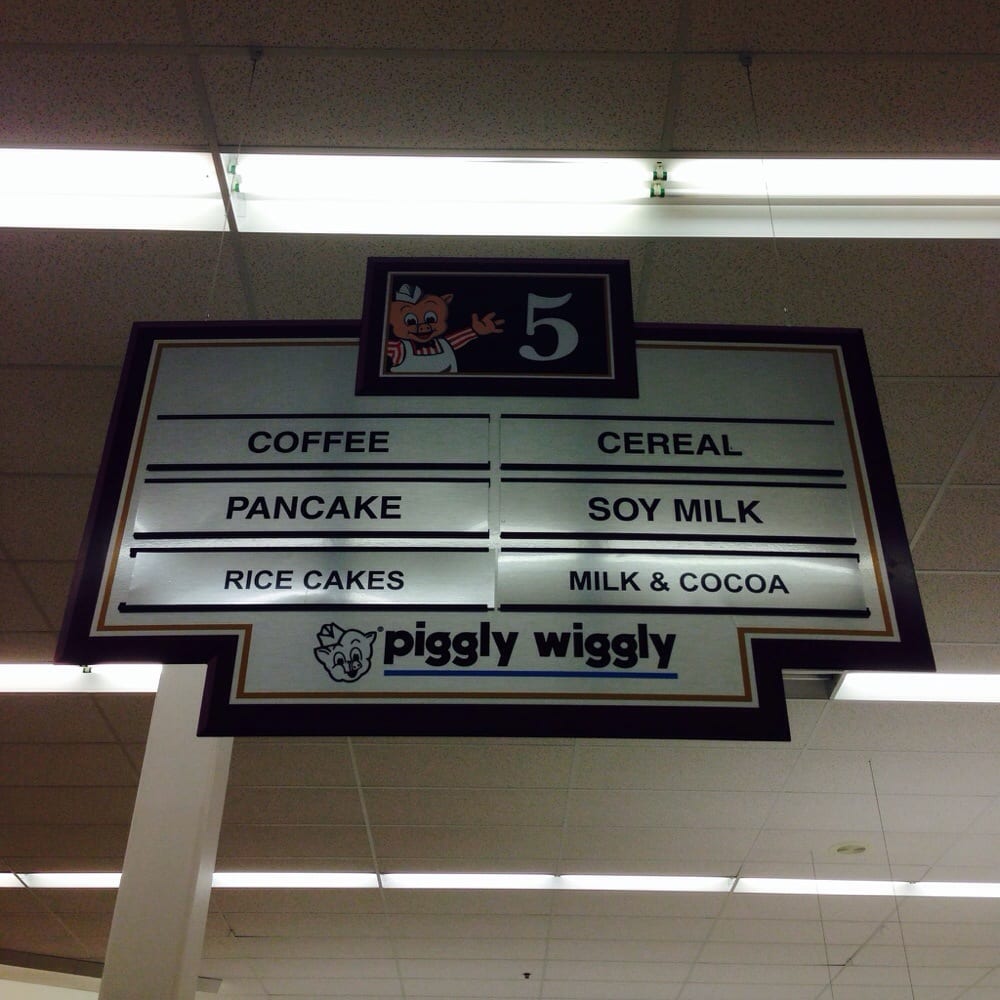 5
COFFEE CEREAL
PANCAKE SOY MILK
RICE CAKES MILK & COCOA
piggly wiggly